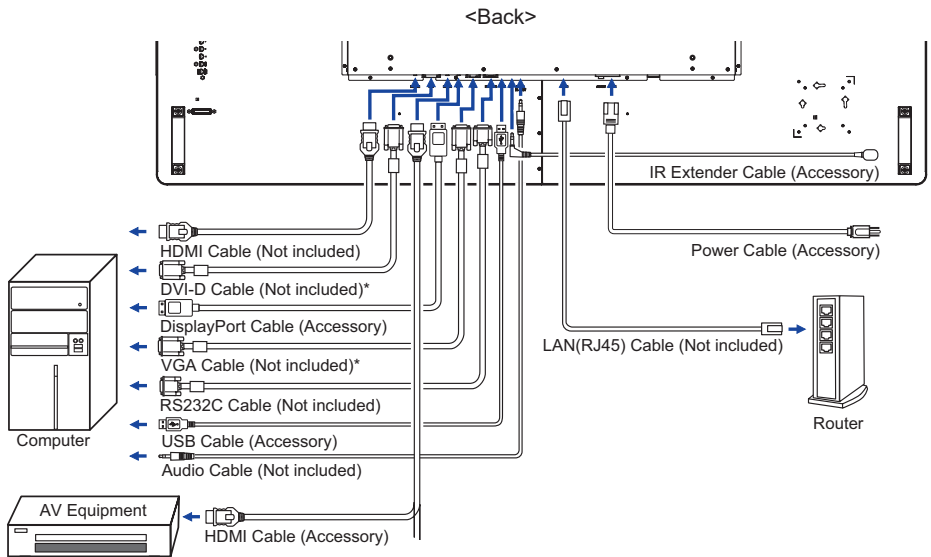 <Back>
IR Extender Cable (Accessory)
HDMI Cable (Not included)
Power Cable (Accessory)
DVI-D Cable (Not included)*
DisplayPort Cable (Accessory)
LAN(RJ45) Cable (Not included)
VGA Cable (Not included)*
RS232C Cable (Not included)
Computer
USB Cable (Accessory)
Router
Audio Cable (Not included)
AV Equipment
HDMI Cable (Accessory)